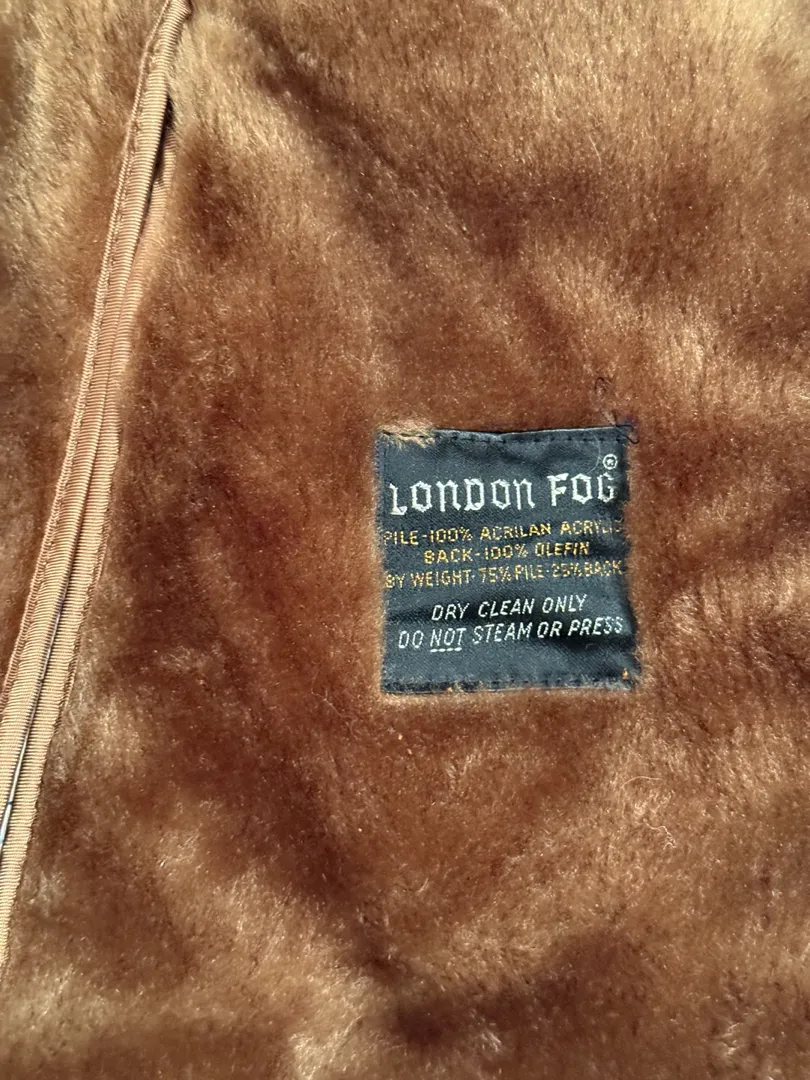 LONDON FOG®
PILE-100% ACRILAN ACRYLIC
BACK-100% OLEFIN
BY WEIGHT-75% PILE-25% BACK
DRY CLEAN ONLY
DO NOT STEAM OR PRESS